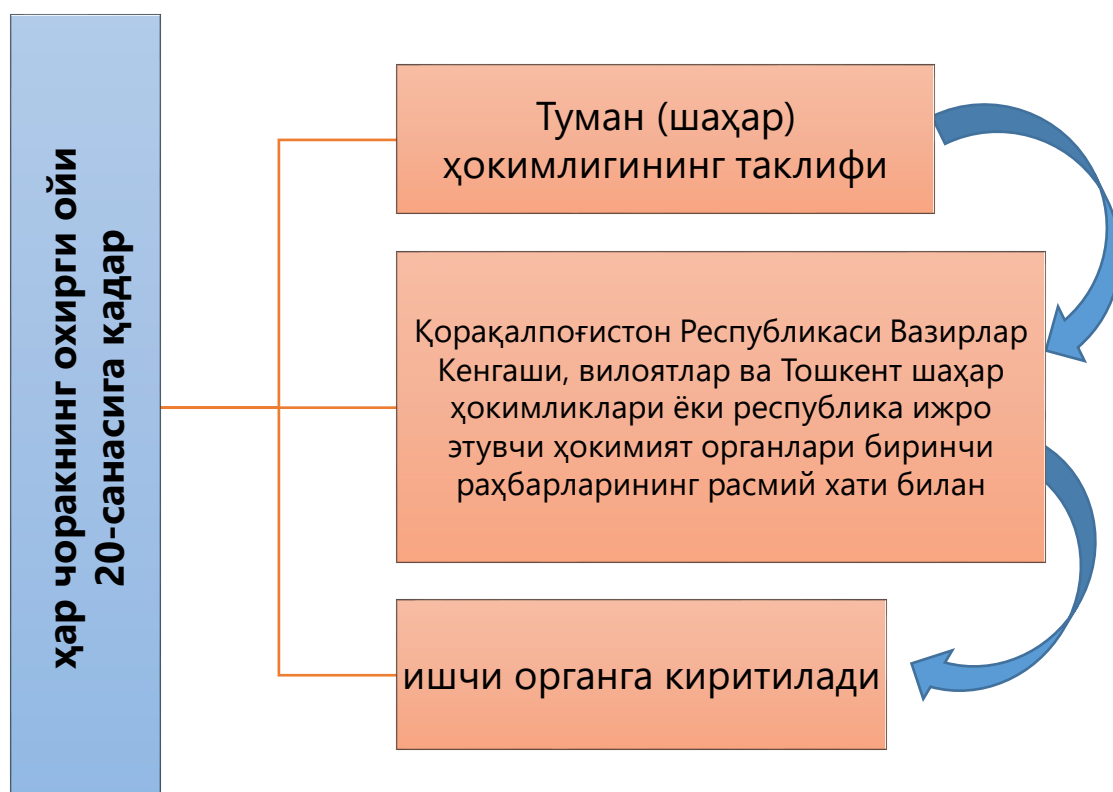 ҳар чоракнинг охирги ойи
20-санасига қадар
Туман (шаҳар)
ҳокимлигининг таклифи
Қорақалпоғистон Республикаси Вазирлар
Кенгаши, вилоятлар ва Тошкент шаҳар
ҳокимликлари ёки республика ижро
этувчи ҳокимият органлари биринчи
раҳбарларининг расмий хати билан
ишчи органга киритилади